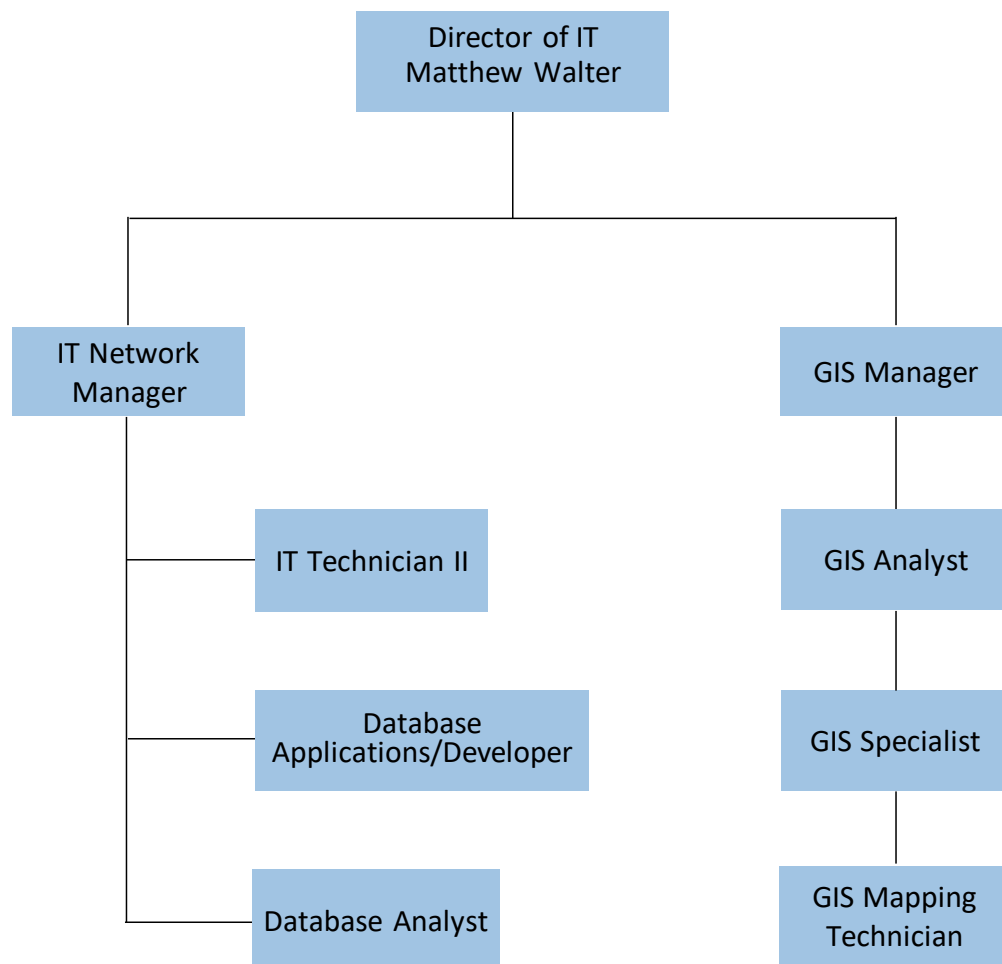 Director of IT
Matthew Walter
IT Network
Manager
GIS Manager
IT Technician II
GIS Analyst
Database
Applications/Developer
GIS Specialist
Database Analyst
GIS Mapping
Technician